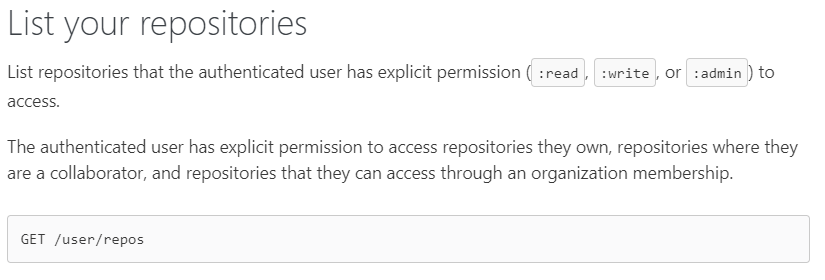 List your repositories
List repositories that the authenticated user has explicit permission ( :read , :write , or :admin ) to
access.
The authenticated user has explicit permission to access repositories they own, repositories where they
are a collaborator, and repositories that they can access through an organization membership.
GET /user/repos